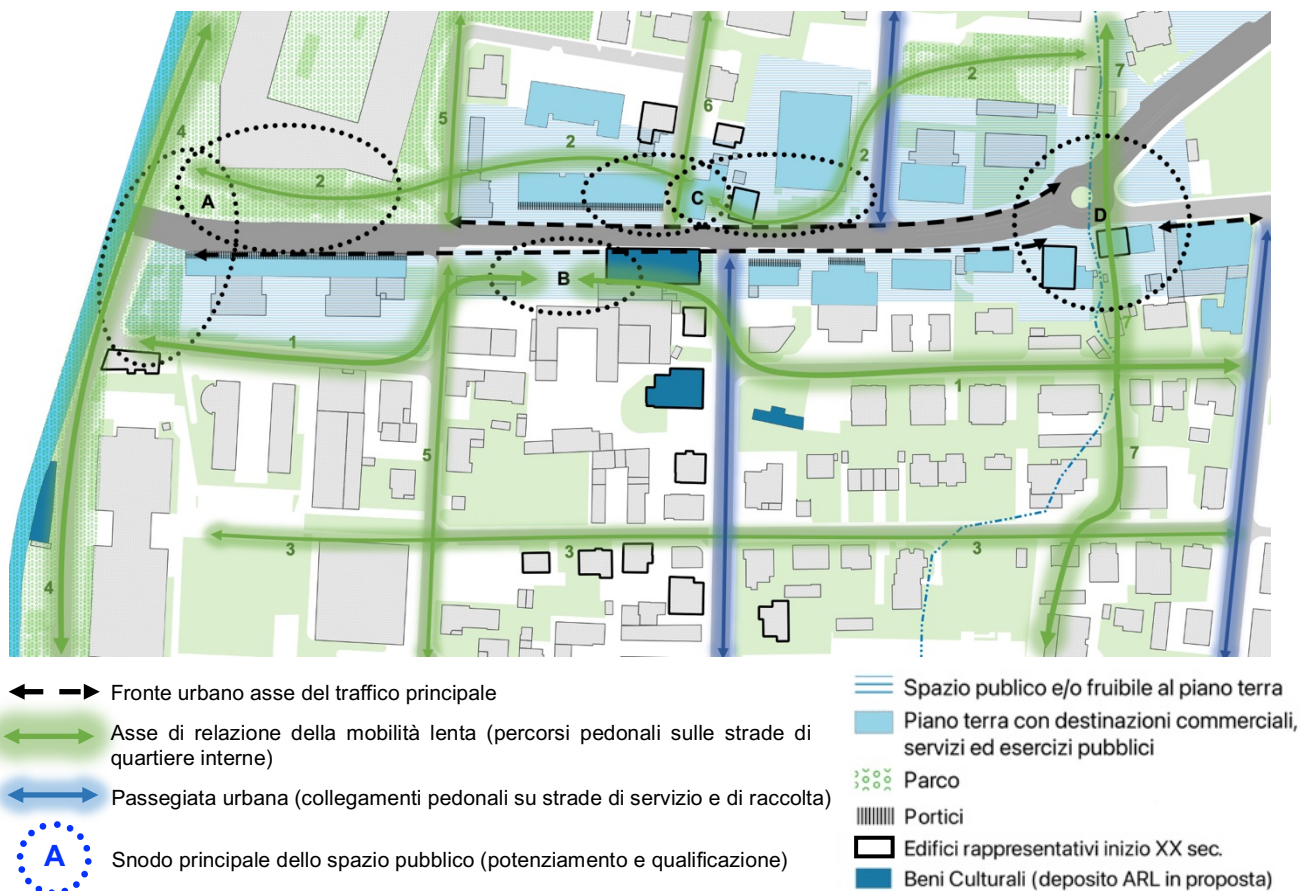 5
6
2
7
4
5
2
2
2
A
C
D
B
1
7
1
5
7
3
3
3
4
Fronte urbano asse del traffico principale
Asse di relazione della mobilità lenta (percorsi pedonali sulle strade di
quartiere interne)
Passegiata urbana (collegamenti pedonali su strade di servizio e di raccolta)
A
Snodo principale dello spazio pubblico (potenziamento e qualificazione)
Spazio publico e/o fruibile al piano terra
Piano terra con destinazioni commerciali,
servizi ed esercizi pubblici
Parco
Portici
Edifici rappresentativi inizio XX sec.
Beni Culturali (deposito ARL in proposta)